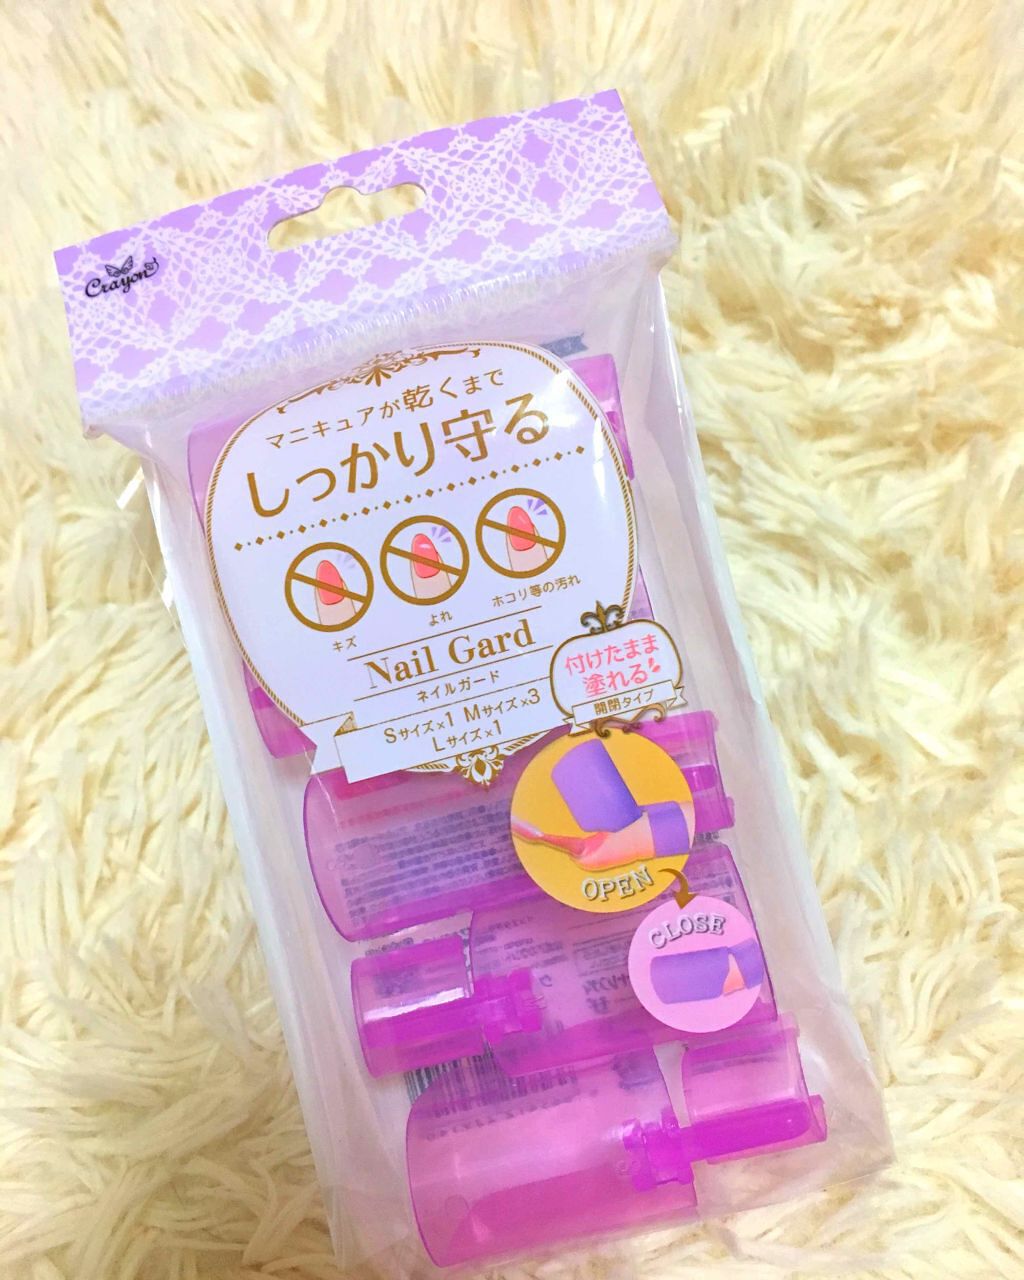 Crayon
マニキュアが乾くまで
しっかり守る
キズ
よれ
ホコリ等の汚れ
Nail Gard
ネイルガード
Sサイズ×1 Mサイズ×3
Lサイズ×1
付けたまま
塗れる!!
開閉タイプ
OPEN
CLOSE